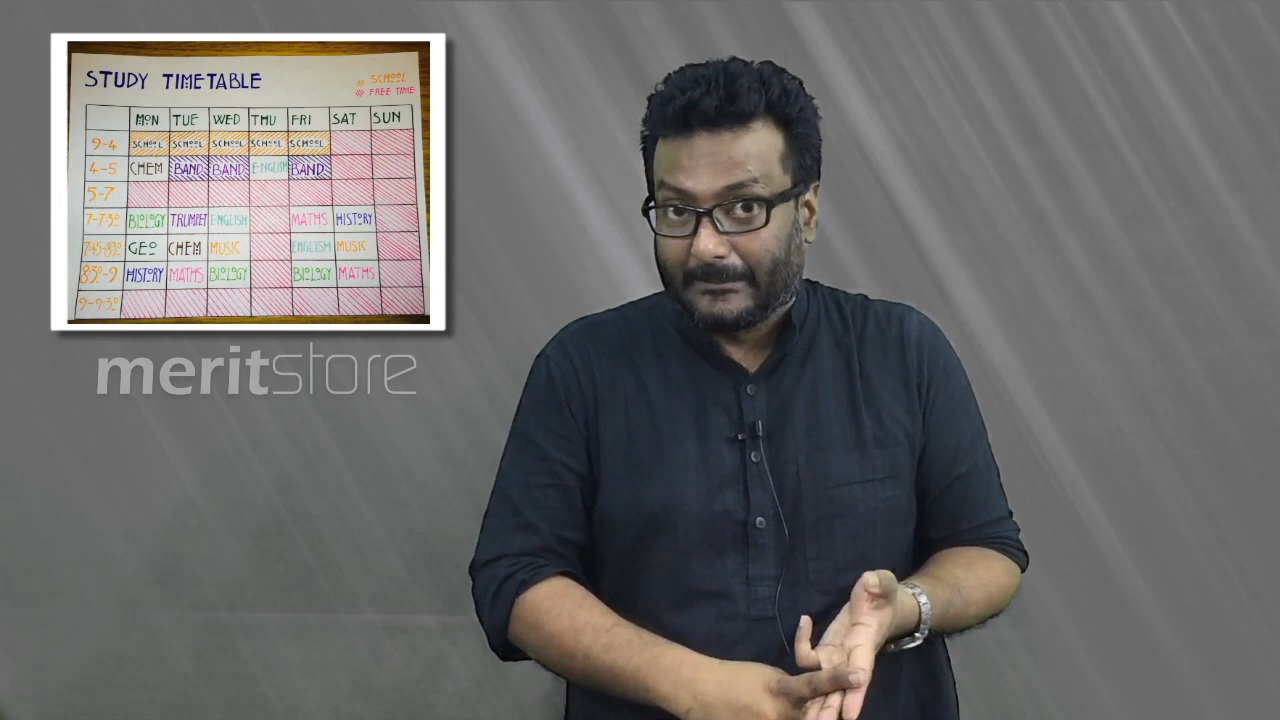 STUDY TIMETABLE
SCHOOL
FREE TIME
MON TUE WED THU FRI SAT SUN
9-4 SCHOOL SCHOOL SCHOOL SCHOOL SCHOOL
4-5 CHEM BAND BAND ENGLISH BAND
5-7
7-7:30 BIOLOGY TRUMPET ENGLISH MATHS HISTORY
7:45-8:30 GEO CHEM MUSIC ENGLISH MUSIC
8:30-9 HISTORY MATHS BIOLOGY BIOLOGY MATHS
9-9:30
meritstore